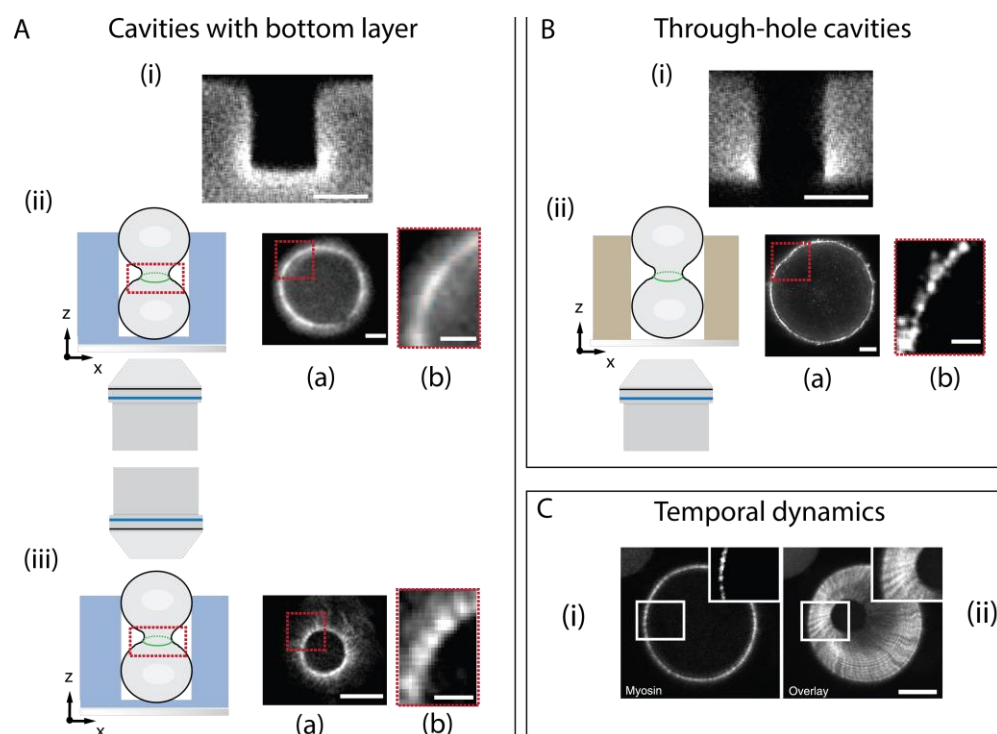 A
Cavities with bottom layer
(i)
(ii)
z
x
(a)
(b)
(iii)
z
x
(a)
(b)
B
Through-hole cavities
(i)
(ii)
z
x
(a)
(b)
C
Temporal dynamics
(i)
Myosin
Overlay
(ii)